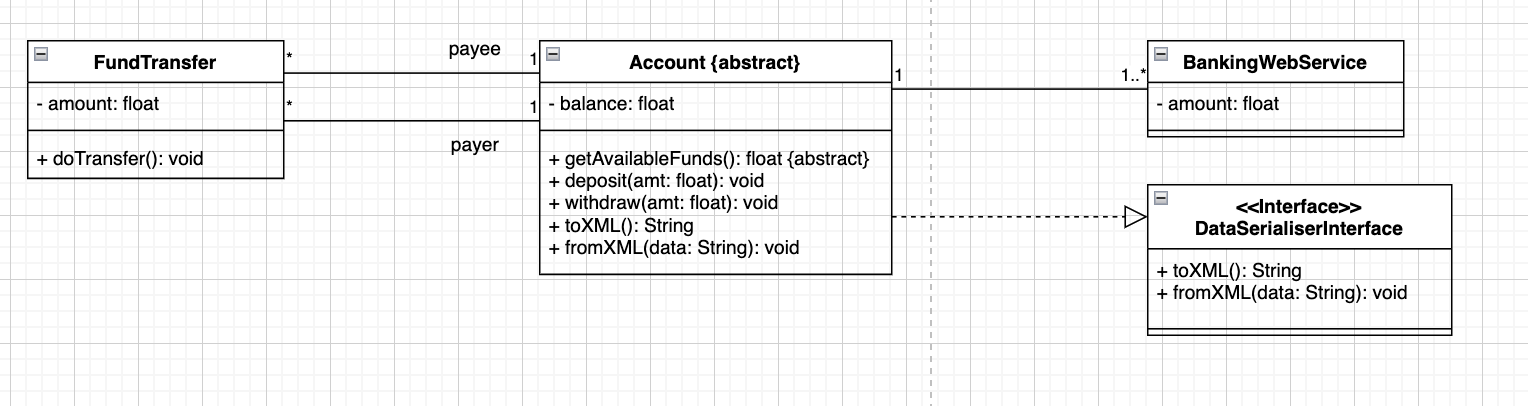 FundTransfer
- amount: float
+ doTransfer(): void
*
payee
1
*
1
payer
Account {abstract}
- balance: float
+ getAvailableFunds(): float {abstract}
+ deposit(amt: float): void
+ withdraw(amt: float): void
+ toXML(): String
+ fromXML(data: String): void
1
1..*
BankingWebService
- amount: float
<<Interface>>
DataSerialiserInterface
+ toXML(): String
+ fromXML(data: String): void